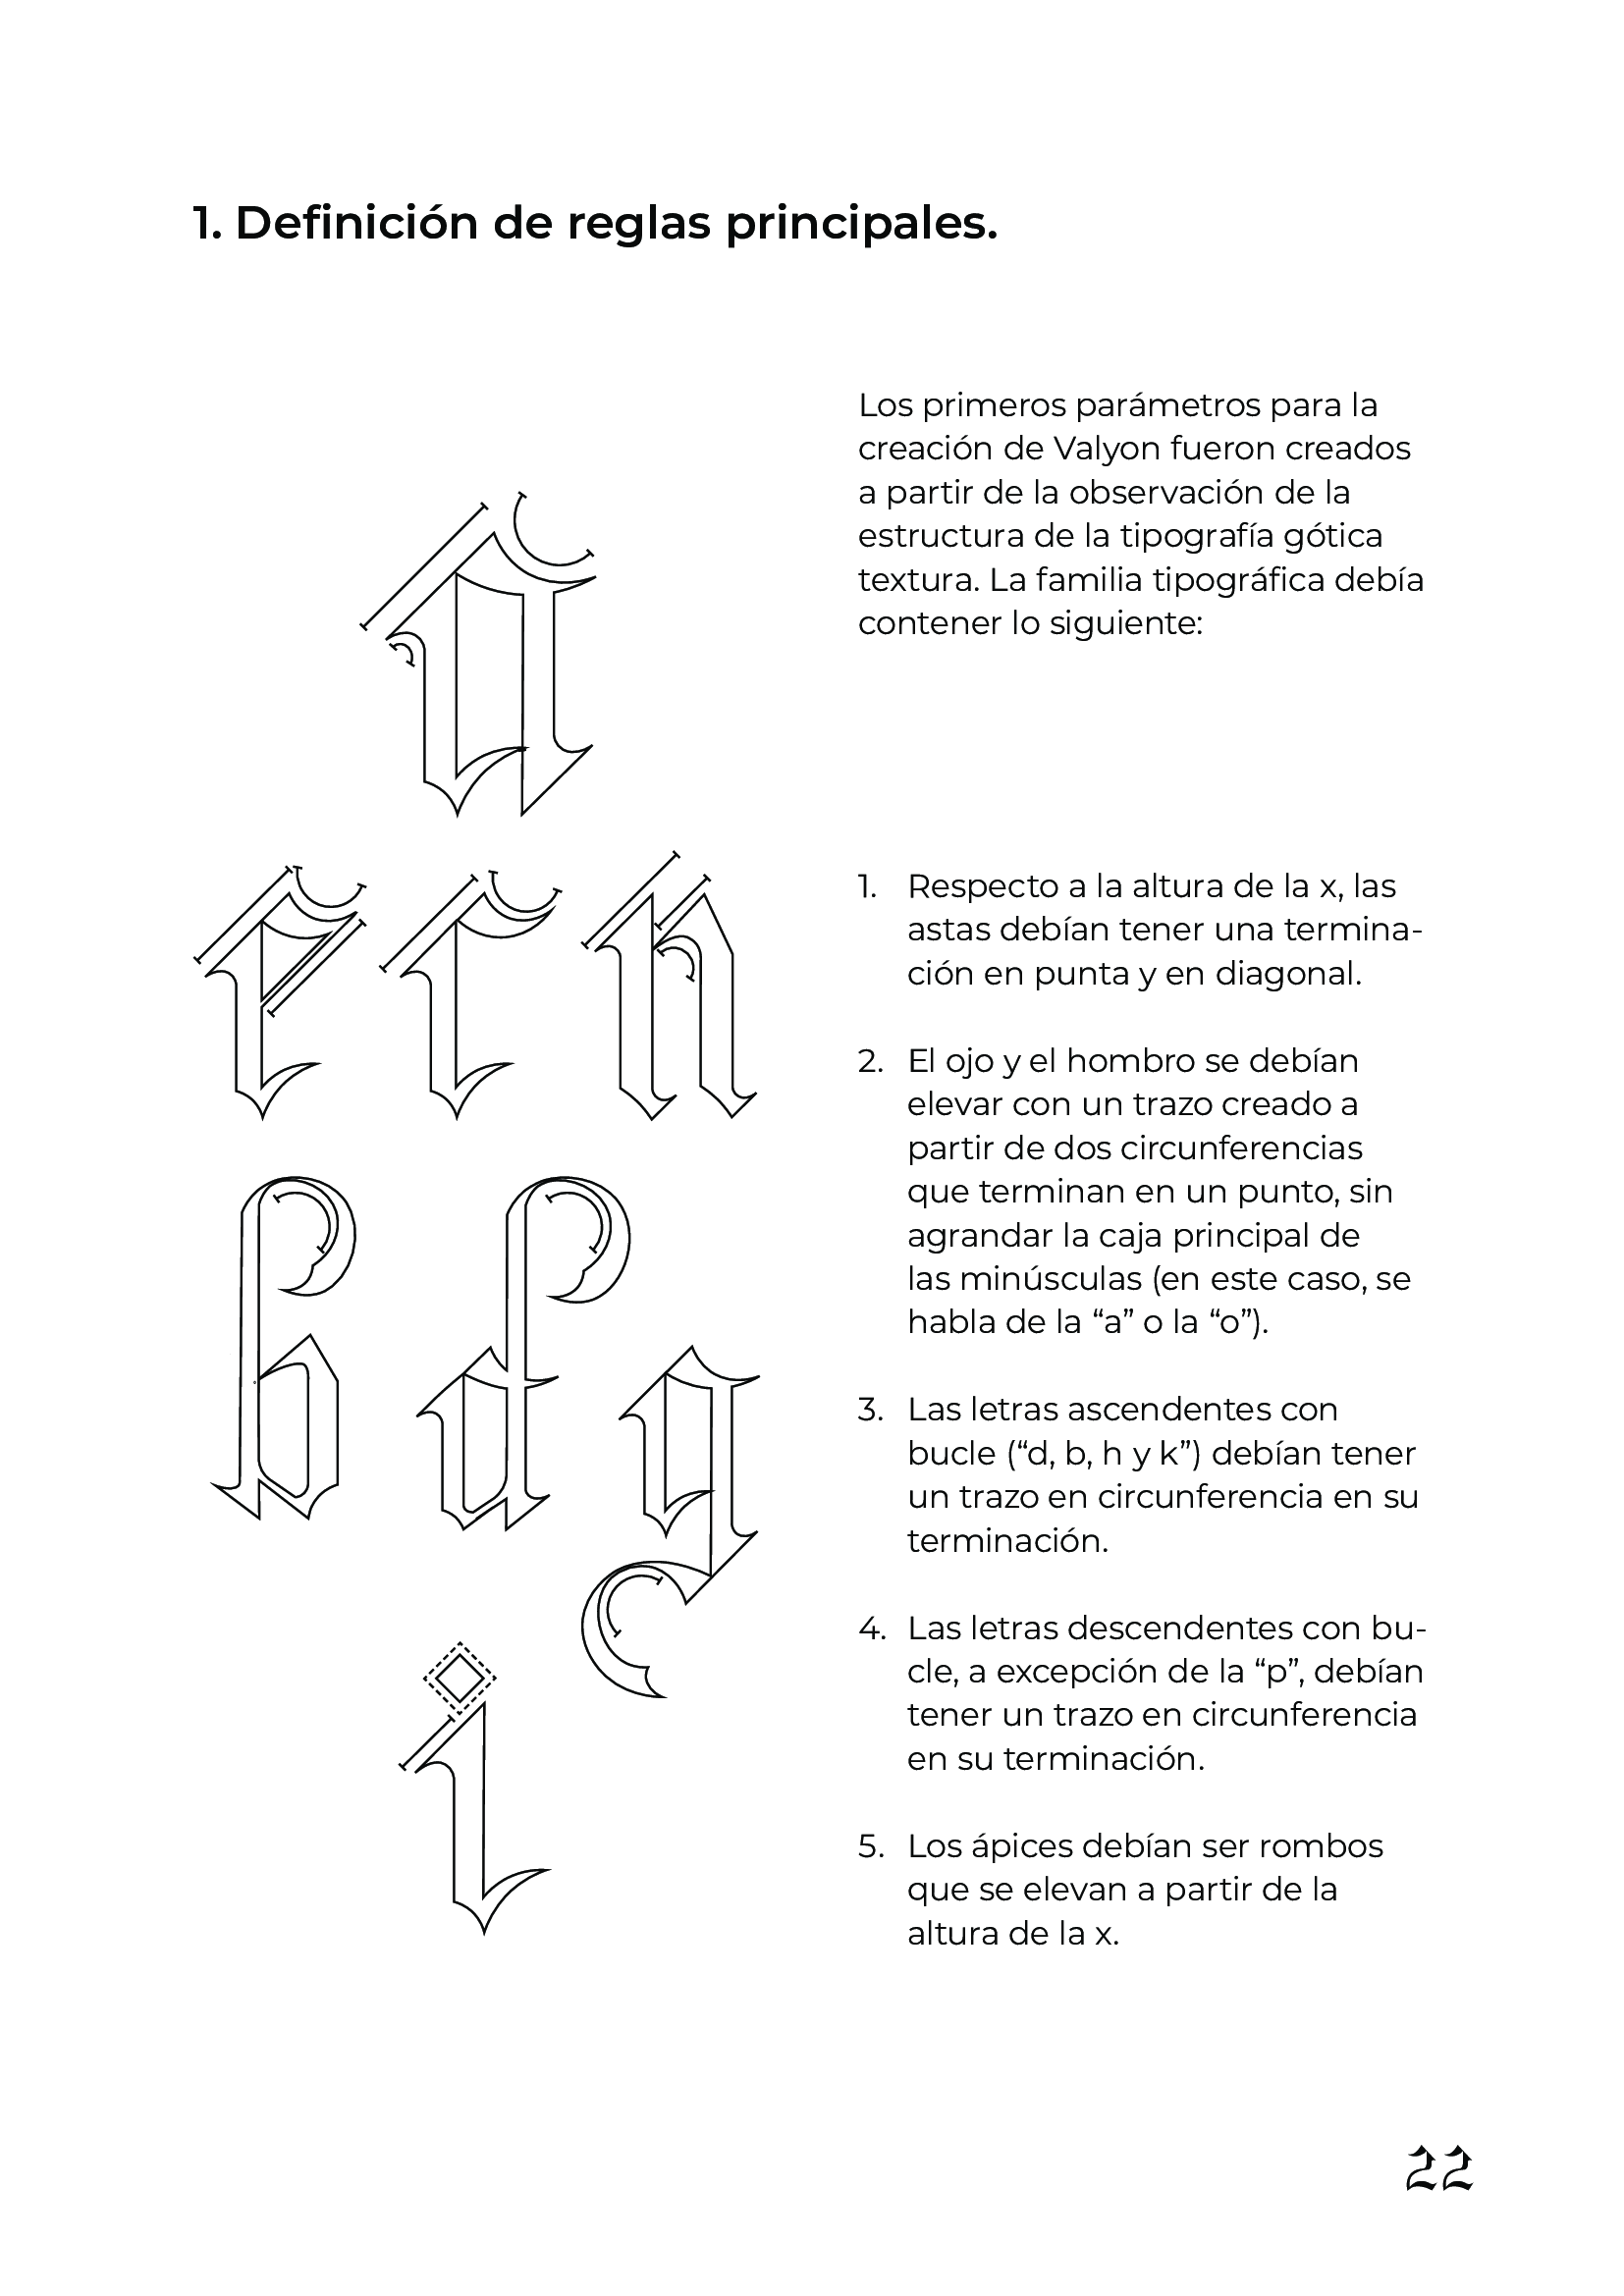 1. Definición de reglas principales.
Los primeros parámetros para la
creación de Valyon fueron creados
a partir de la observación de la
estructura de la tipografía gótica
textura. La familia tipográfica debía
contener lo siguiente:
a
e c n
1. Respecto a la altura de la x, las
astas debían tener una termina-
ción en punta y en diagonal.
2. El ojo y el hombro se debían
elevar con un trazo creado a
partir de dos circunferencias
que terminan en un punto, sin
agrandar la caja principal de
las minúsculas (en este caso, se
habla de la “a” o la “o”).
b d q
3. Las letras ascendentes con
bucle (“d, b, h y k”) debían tener
un trazo en circunferencia en su
terminación.
i
4. Las letras descendentes con bu-
cle, a excepción de la “p”, debían
tener un trazo en circunferencia
en su terminación.
5. Los ápices debían ser rombos
que se elevan a partir de la
altura de la x.
22